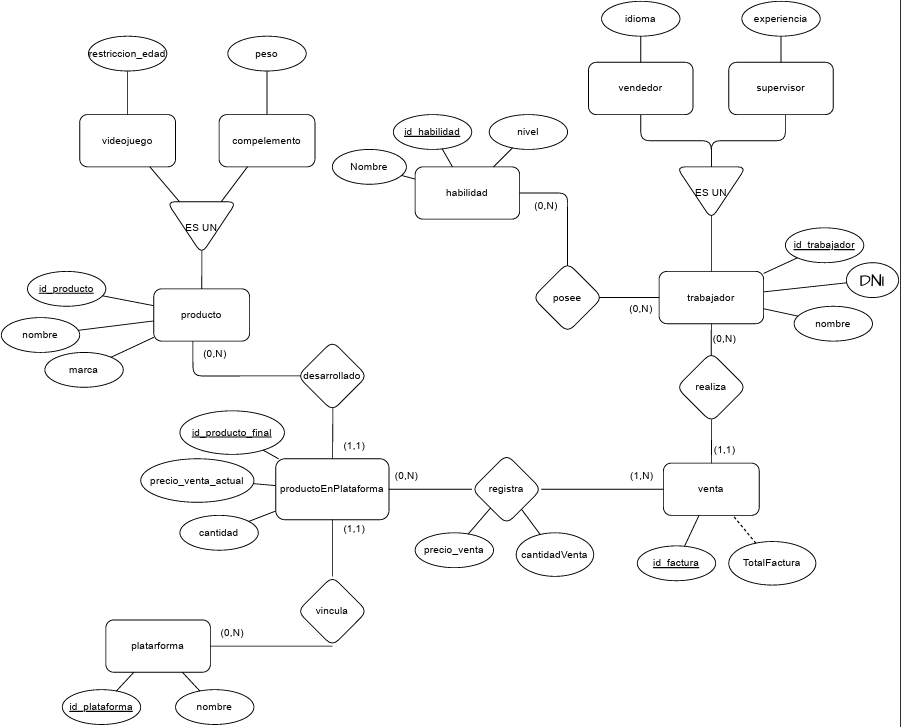 idioma
experiencia
restriccion_edad
peso
vendedor
supervisor
id_habilidad
nivel
videojuego
compelemento
Nombre
habilidad
ES UN
(0,N)
ES UN
id_trabajador
DNI
id_producto
posee
trabajador
(0,N)
producto
nombre
nombre
(0,N)
(0,N)
marca
desarrollado
realiza
id_producto_final
(1,1)
(1,1)
precio_venta_actual
productoEnPlataforma
(0,N)
registra
(1,N)
venta
cantidad
(1,1)
precio_venta
cantidadVenta
id_factura
TotalFactura
vincula
(0,N)
platarforma
id_plataforma
nombre